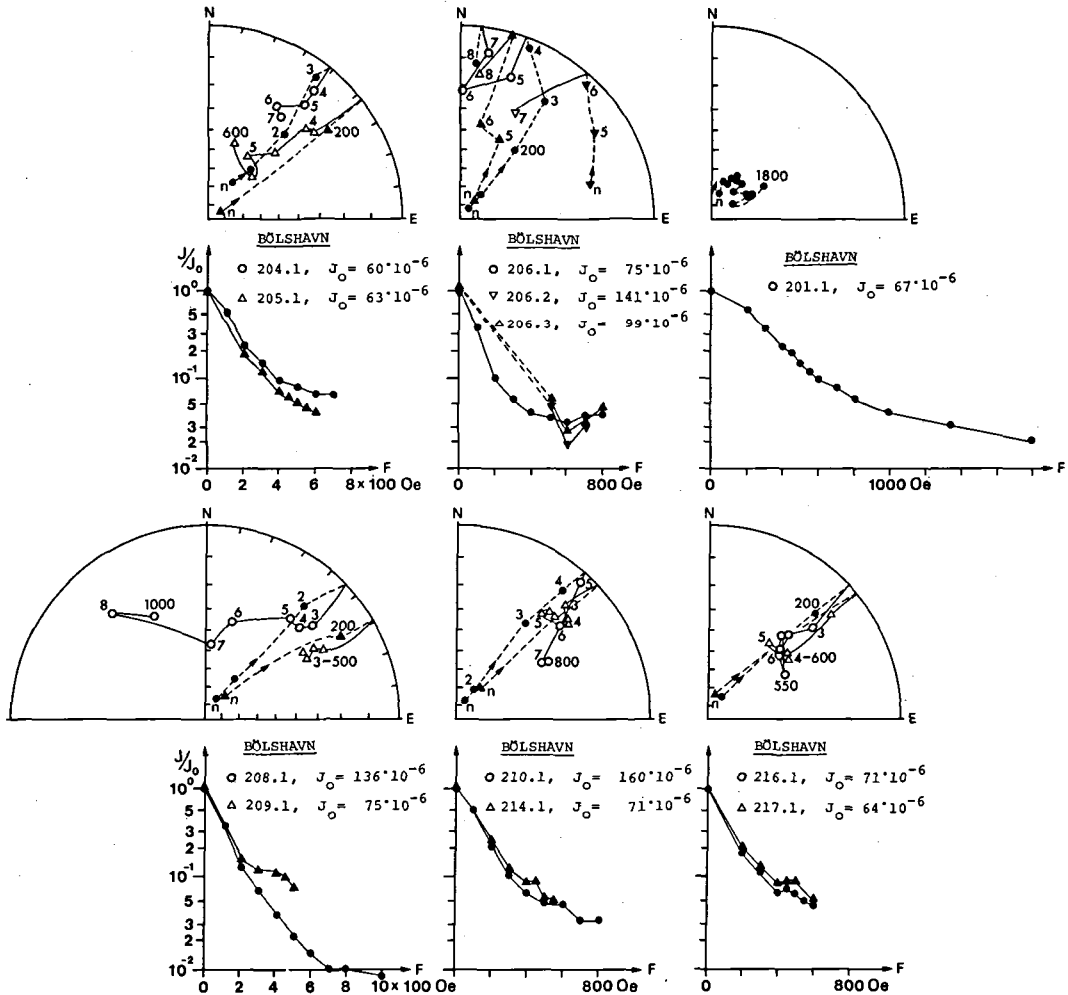 N
N
N
3
4
6
5
2
7
600
5
200
n
n
E
7
4
8
8
5
6
3
6
7
6
5
5
200
n
n
E
1800
n
E
BÖLSHAVN
204.1, J₀= 60·10⁻⁶
205.1, J₀= 63·10⁻⁶
BÖLSHAVN
206.1, J₀= 75·10⁻⁶
206.2, J₀= 141·10⁻⁶
206.3, J₀= 99·10⁻⁶
BÖLSHAVN
201.1, J₀= 67·10⁻⁶
J/J₀
10⁰
5
3
2
10⁻¹
5
3
2
10⁻²
F
F
F
0 2 4 6 8 × 100 Oe
0 800 Oe
0 1000 Oe
N
N
N
8
1000
7
6
5
4
3
2
200
3-500
n
n
E
4
5
3
3
5
4
6
7
800
2
n
n
E
200
3
5
6
4-600
550
n
E
BÖLSHAVN
208.1, J₀= 136·10⁻⁶
209.1, J₀= 75·10⁻⁶
BÖLSHAVN
210.1, J₀= 160·10⁻⁶
214.1, J₀= 71·10⁻⁶
BÖLSHAVN
216.1, J₀= 71·10⁻⁶
217.1, J₀= 64·10⁻⁶
J/J₀
10⁰
5
3
2
10⁻¹
5
3
2
10⁻²
F
F
F
0 2 4 6 8 10 × 100 Oe
0 800 Oe
0 800 Oe